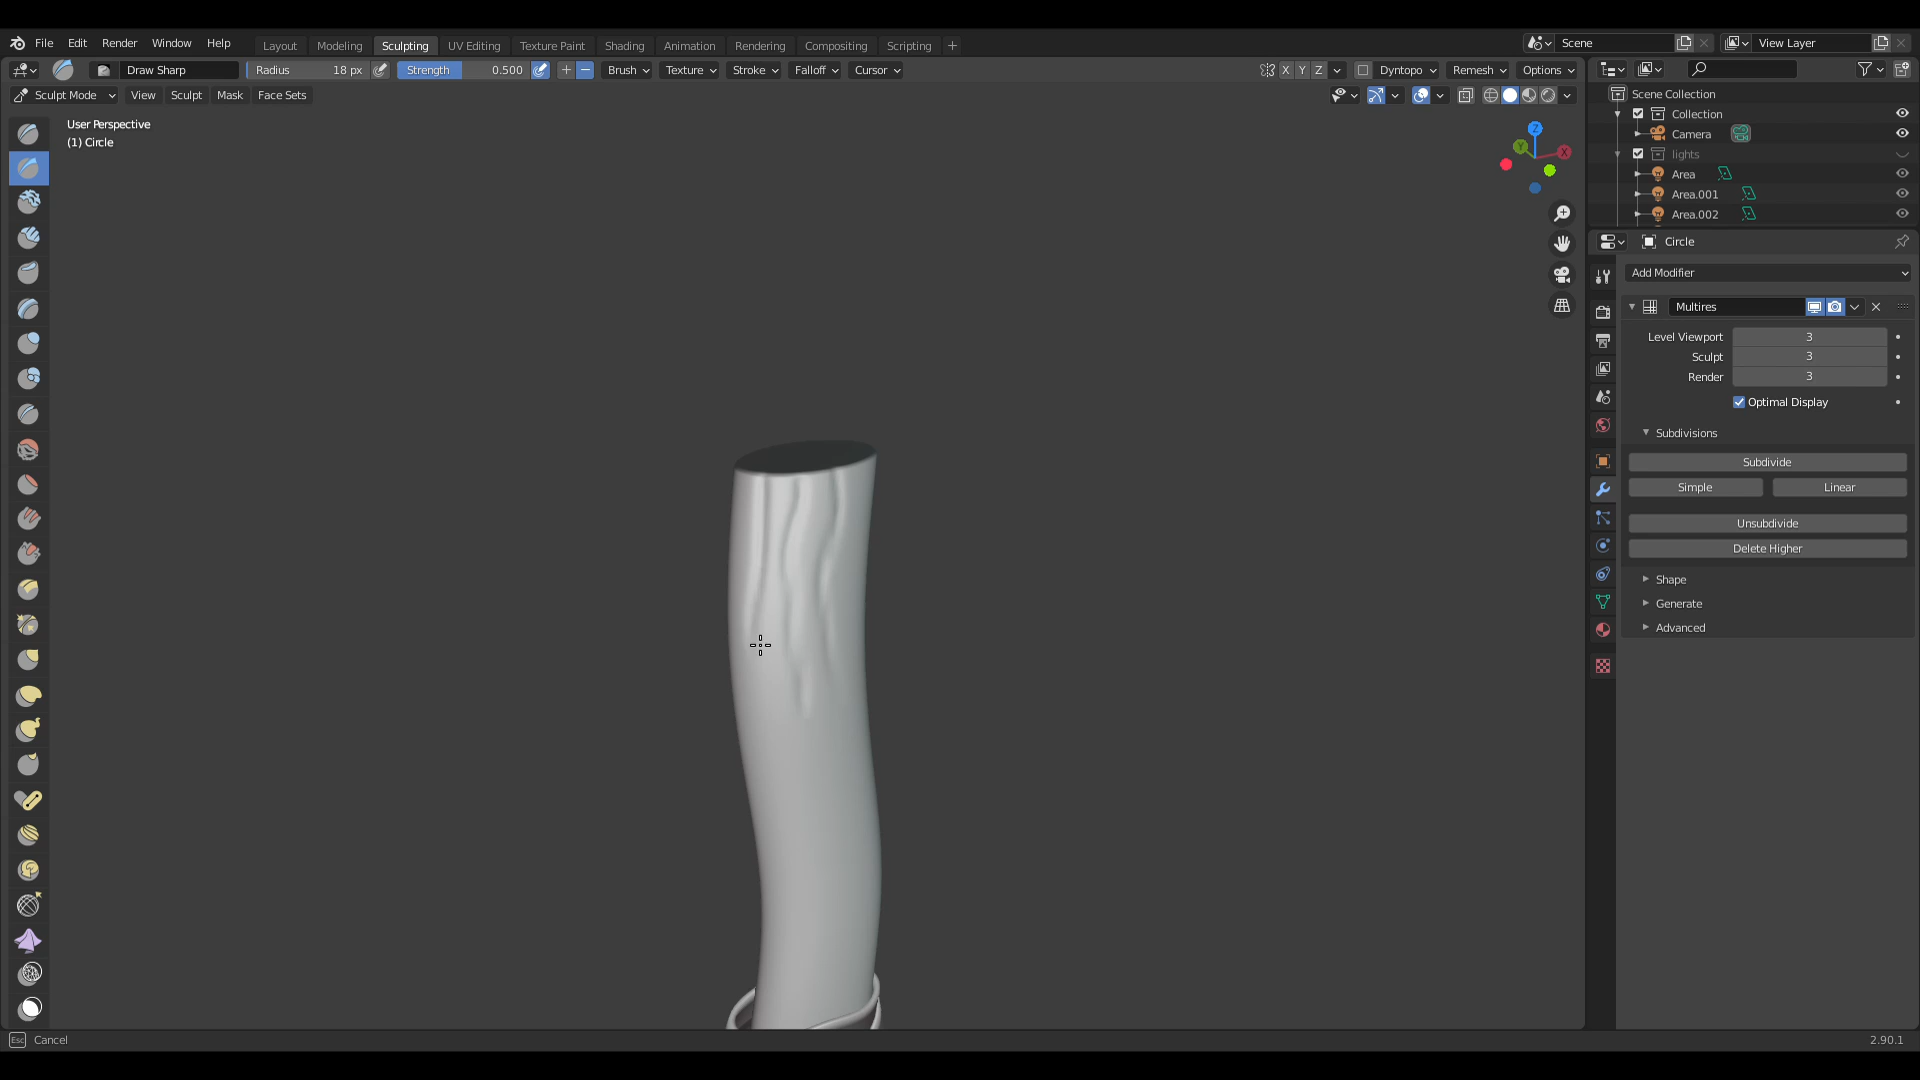 File Edit Render Window Help Layout Modeling Sculpting UV Editing Texture Paint Shading Animation Rendering Compositing Scripting + Scene View Layer
Draw Sharp Radius 18 px Strength 0.500 Brush Texture Stroke Falloff Cursor X Y Z Dyntopo Remesh Options
Sculpt Mode View Sculpt Mask Face Sets
Scene Collection
Collection
Camera
lights
Area
Area.001
Area.002
User Perspective
(1) Circle
Z
Y
X
Circle
Add Modifier
Multires
Level Viewport 3
Sculpt 3
Render 3
Optimal Display
Subdivisions
Subdivide
Simple Linear
Unsubdivide
Delete Higher
Shape
Generate
Advanced
Esc Cancel 2.90.1